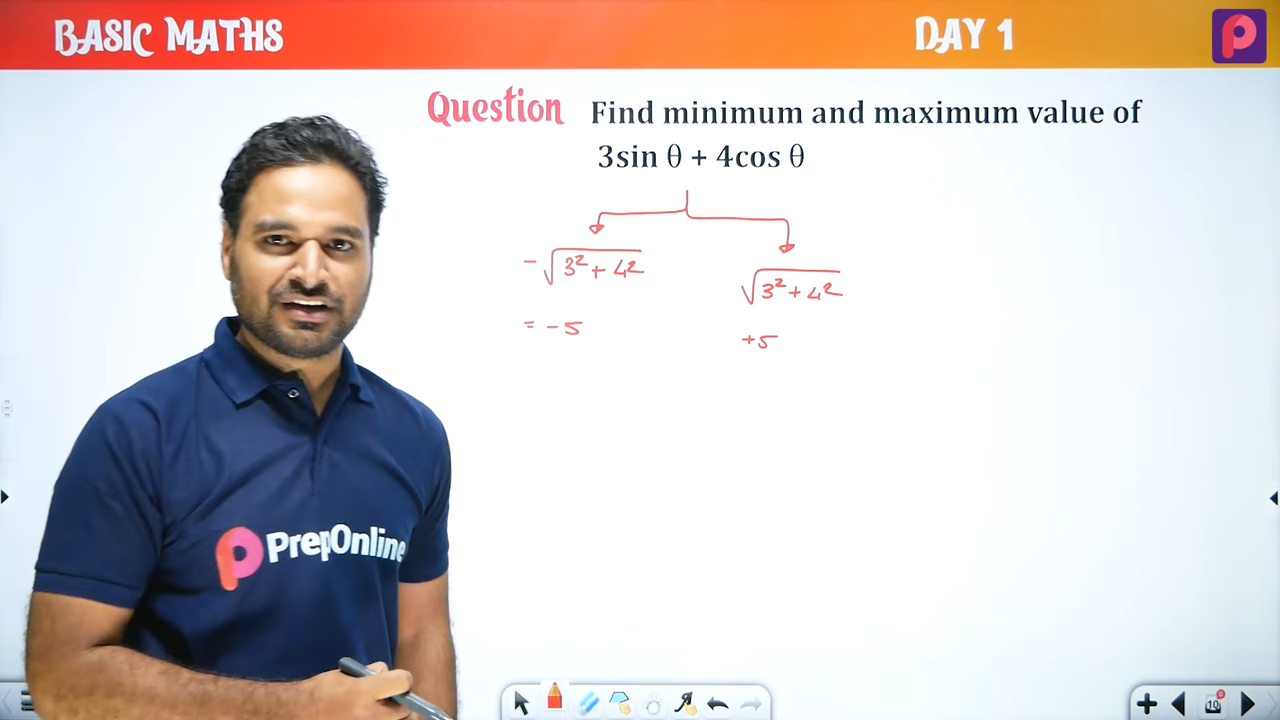 BASIC MATHS
DAY 1
Question Find minimum and maximum value of
3sin θ + 4cos θ
- √3² + 4²
√3² + 4²
= - 5
+5
PrepOnline
10